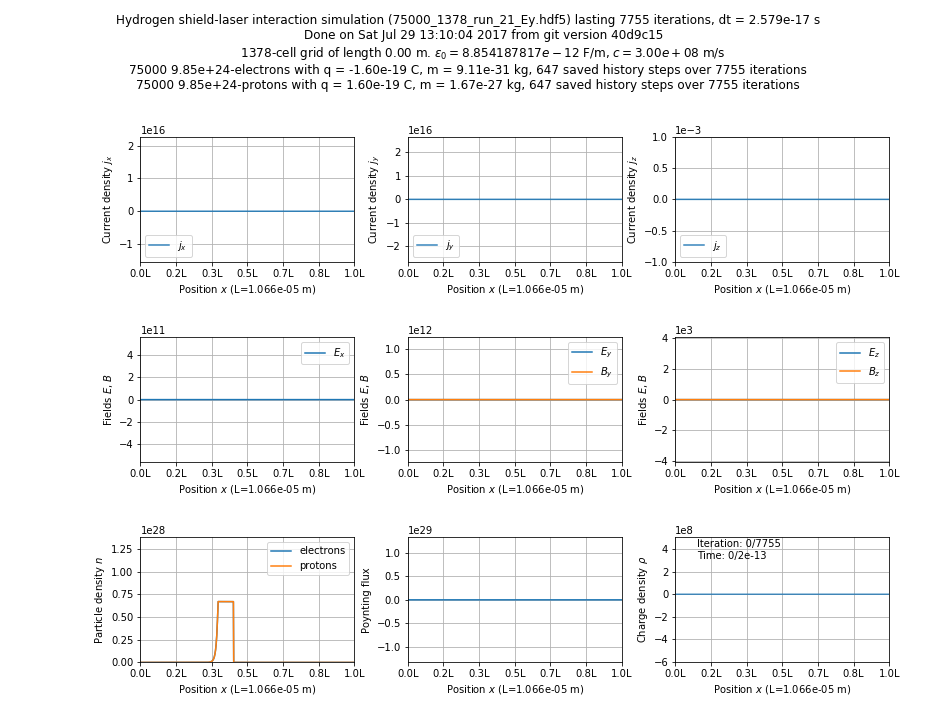 Hydrogen shield-laser interaction simulation (75000_1378_run_21_Ey.hdf5) lasting 7755 iterations, dt = 2.579e-17 s
Done on Sat Jul 29 13:10:04 2017 from git version 40d9c15
1378-cell grid of length 0.00 m. ε₀ = 8.854187817e − 12 F/m, c = 3.00e + 08 m/s
75000 9.85e+24-electrons with q = -1.60e-19 C, m = 9.11e-31 kg, 647 saved history steps over 7755 iterations
75000 9.85e+24-protons with q = 1.60e-19 C, m = 1.67e-27 kg, 647 saved history steps over 7755 iterations
1e16
Current density jₓ
2
1
0
−1
jₓ
0.0L 0.2L 0.3L 0.5L 0.7L 0.8L 1.0L
Position x (L=1.066e-05 m)
1e16
Current density j_y
2
1
0
−1
−2
j_y
0.0L 0.2L 0.3L 0.5L 0.7L 0.8L 1.0L
Position x (L=1.066e-05 m)
1e−3
Current density j_z
1.0
0.5
0.0
−0.5
−1.0
j_z
0.0L 0.2L 0.3L 0.5L 0.7L 0.8L 1.0L
Position x (L=1.066e-05 m)
1e11
Fields E, B
4
2
0
−2
−4
Eₓ
0.0L 0.2L 0.3L 0.5L 0.7L 0.8L 1.0L
Position x (L=1.066e-05 m)
1e12
Fields E, B
1.0
0.5
0.0
−0.5
−1.0
E_y
B_y
0.0L 0.2L 0.3L 0.5L 0.7L 0.8L 1.0L
Position x (L=1.066e-05 m)
1e3
Fields E, B
4
2
0
−2
−4
E_z
B_z
0.0L 0.2L 0.3L 0.5L 0.7L 0.8L 1.0L
Position x (L=1.066e-05 m)
1e28
Particle density n
1.25
1.00
0.75
0.50
0.25
0.00
electrons
protons
0.0L 0.2L 0.3L 0.5L 0.7L 0.8L 1.0L
Position x (L=1.066e-05 m)
1e29
Poynting flux
1.0
0.5
0.0
−0.5
−1.0
0.0L 0.2L 0.3L 0.5L 0.7L 0.8L 1.0L
Position x (L=1.066e-05 m)
1e8
Charge density ρ
4
2
0
−2
−4
−6
Iteration: 0/7755
Time: 0/2e-13
0.0L 0.2L 0.3L 0.5L 0.7L 0.8L 1.0L
Position x (L=1.066e-05 m)